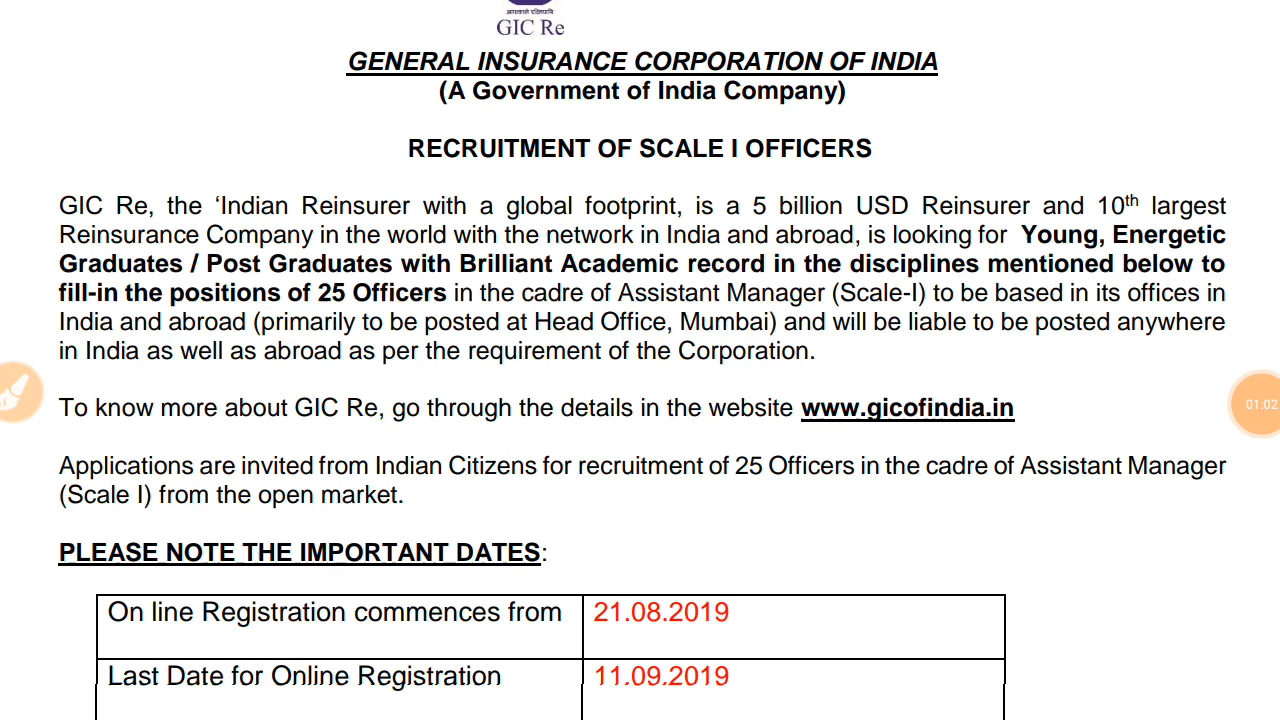 आपत्काले रक्षिष्यामि
GIC Re
GENERAL INSURANCE CORPORATION OF INDIA
(A Government of India Company)
RECRUITMENT OF SCALE I OFFICERS
GIC Re, the ‘Indian Reinsurer with a global footprint, is a 5 billion USD Reinsurer and 10th largest
Reinsurance Company in the world with the network in India and abroad, is looking for Young, Energetic
Graduates / Post Graduates with Brilliant Academic record in the disciplines mentioned below to
fill-in the positions of 25 Officers in the cadre of Assistant Manager (Scale-I) to be based in its offices in
India and abroad (primarily to be posted at Head Office, Mumbai) and will be liable to be posted anywhere
in India as well as abroad as per the requirement of the Corporation.
To know more about GIC Re, go through the details in the website www.gicofindia.in
01:02
Applications are invited from Indian Citizens for recruitment of 25 Officers in the cadre of Assistant Manager
(Scale I) from the open market.
PLEASE NOTE THE IMPORTANT DATES:
On line Registration commences from 21.08.2019
Last Date for Online Registration 11.09.2019